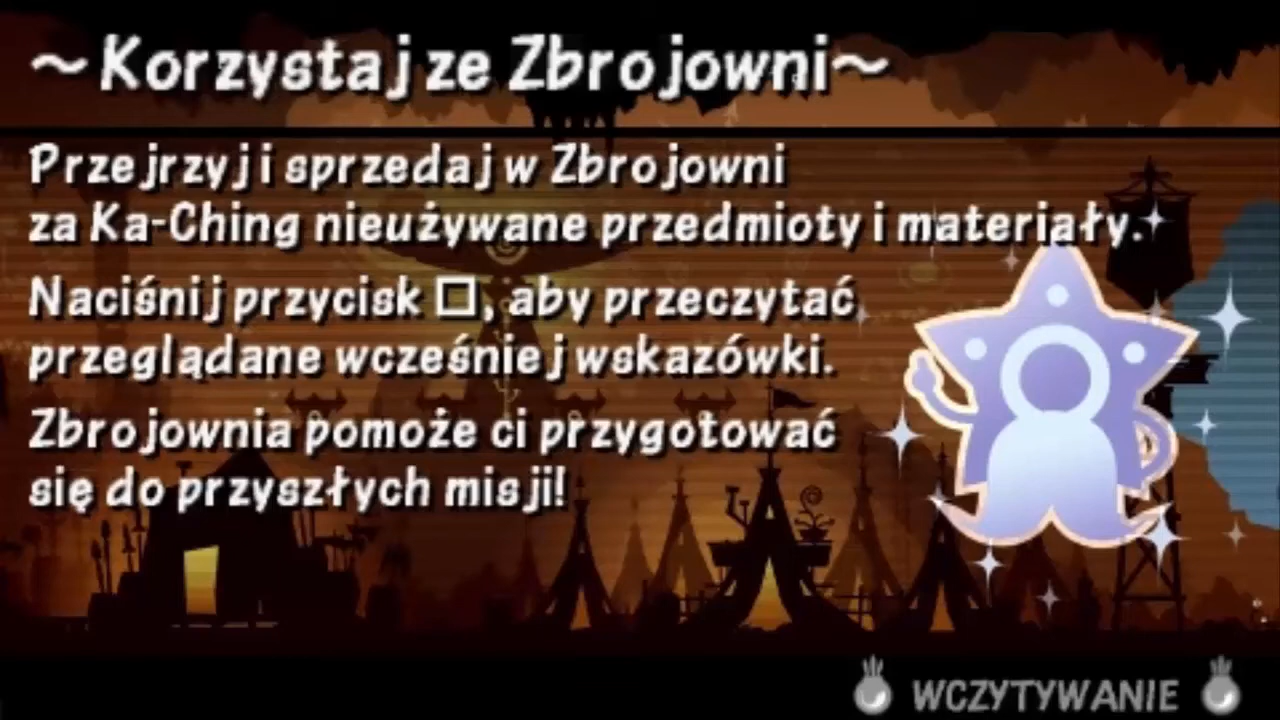 ~Korzystaj ze Zbrojowni~
Przejrzyj i sprzedaj w Zbrojowni
za Ka-Ching nieużywane przedmioty i materiały.
Naciśnij przycisk □, aby przeczytać
przeglądane wcześniej wskazówki.
Zbrojownia pomoże ci przygotować
się do przyszłych misji!
WCZYTYWANIE